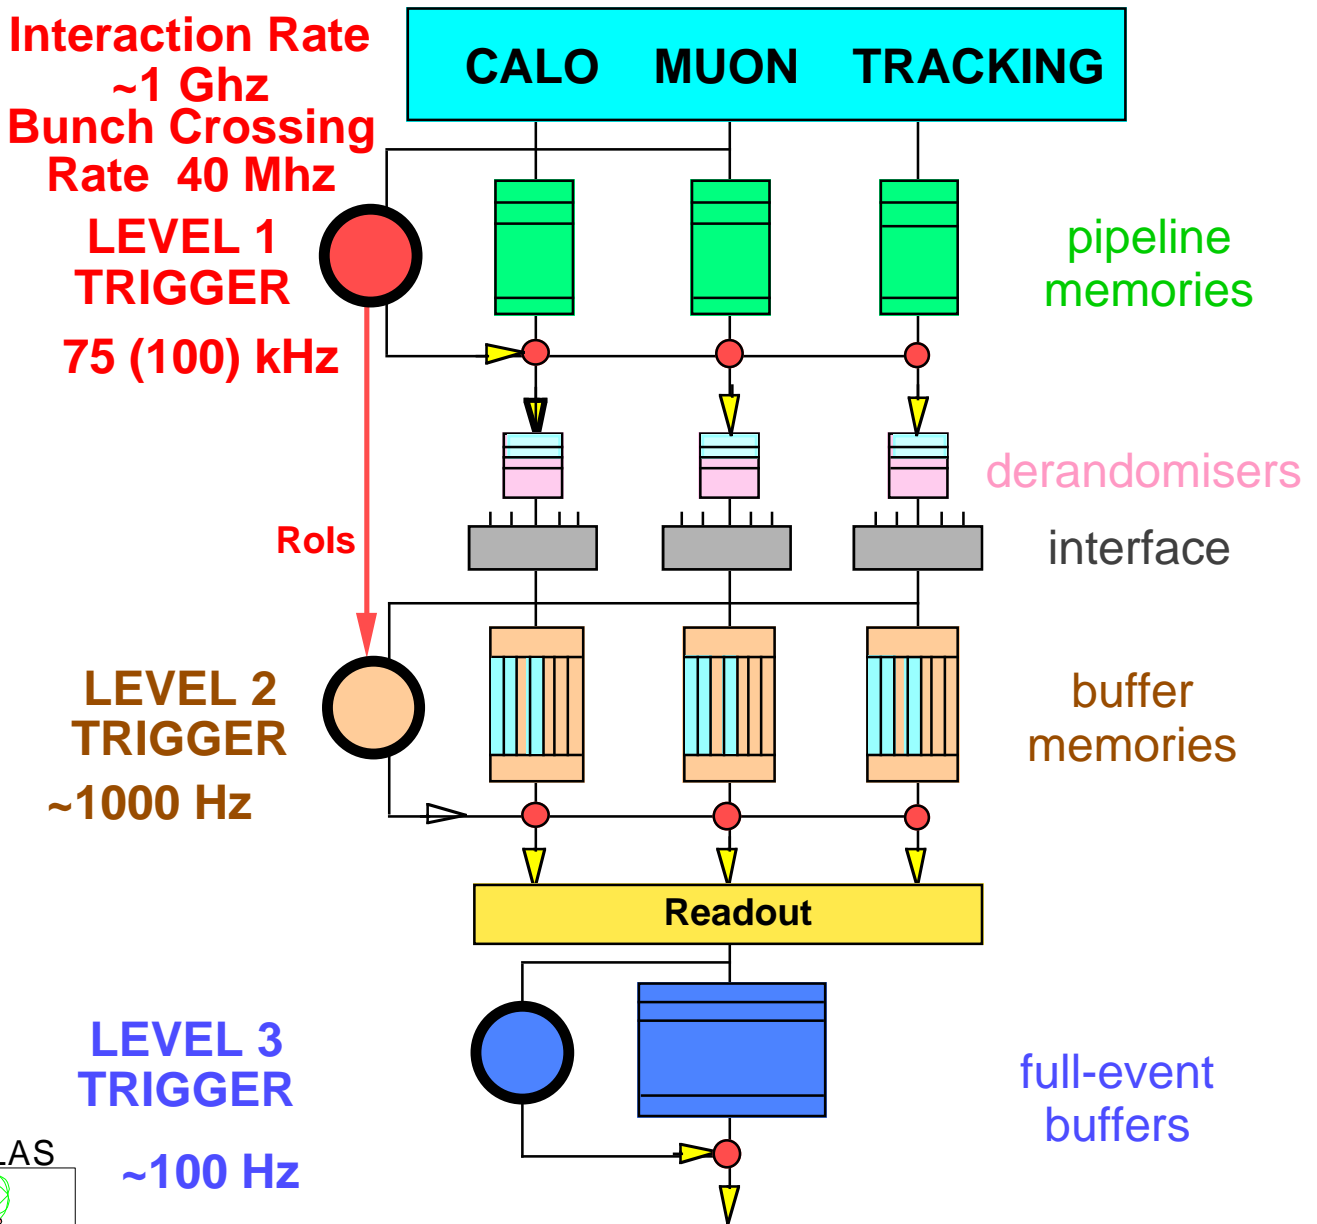 Interaction Rate
~1 Ghz
Bunch Crossing
Rate 40 Mhz
CALO MUON TRACKING
LEVEL 1
TRIGGER
75 (100) kHz
pipeline
memories
derandomisers
RoIs
interface
LEVEL 2
TRIGGER
~1000 Hz
buffer
memories
Readout
LEVEL 3
TRIGGER
~100 Hz
full-event
buffers
LAS